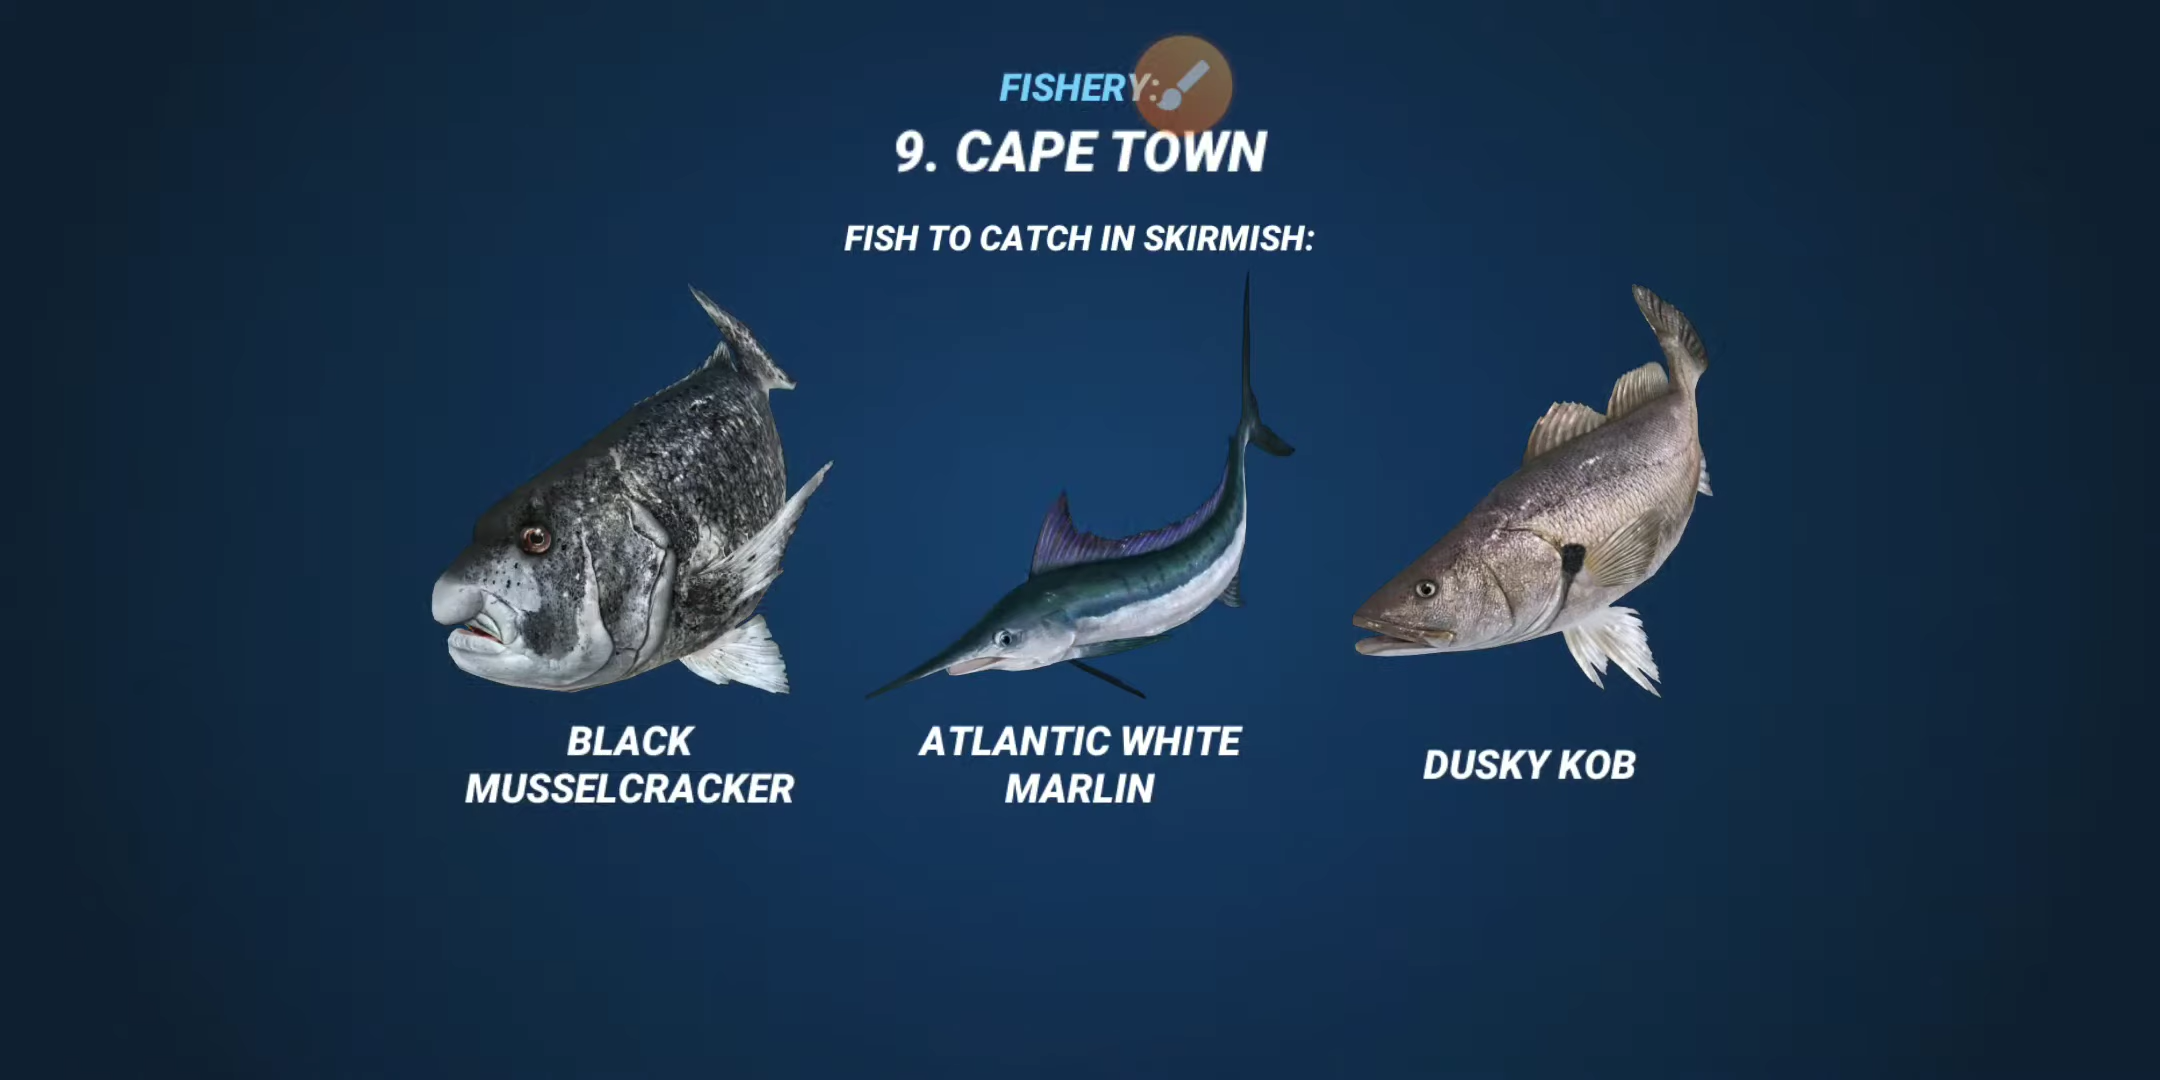 FISHERY:
9. CAPE TOWN
FISH TO CATCH IN SKIRMISH:
BLACK
MUSSELCRACKER
ATLANTIC WHITE
MARLIN
DUSKY KOB